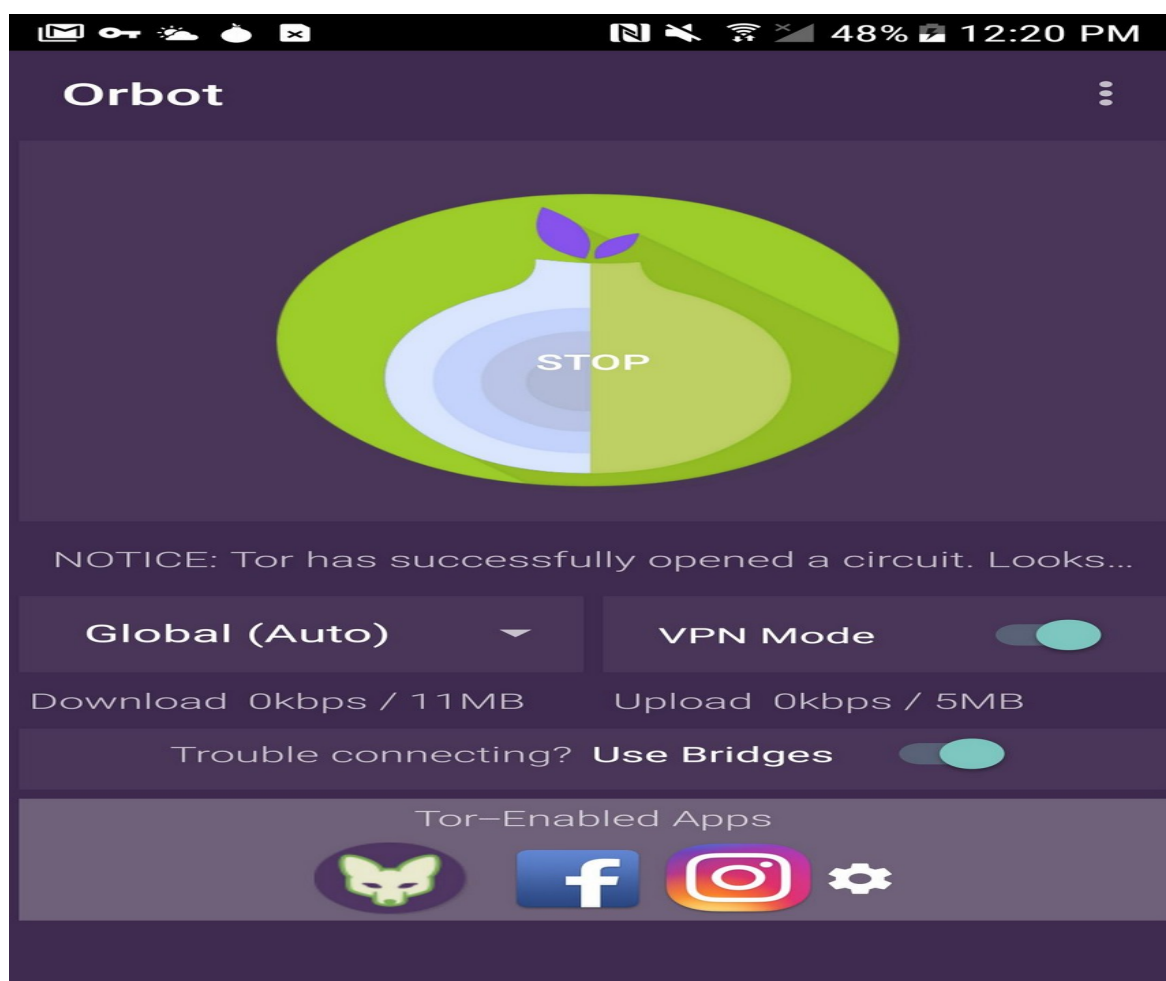 48% 12:20 PM
Orbot
STOP
NOTICE: Tor has successfully opened a circuit. Looks...
Global (Auto) VPN Mode
Download 0kbps / 11MB Upload 0kbps / 5MB
Trouble connecting? Use Bridges
Tor-Enabled Apps